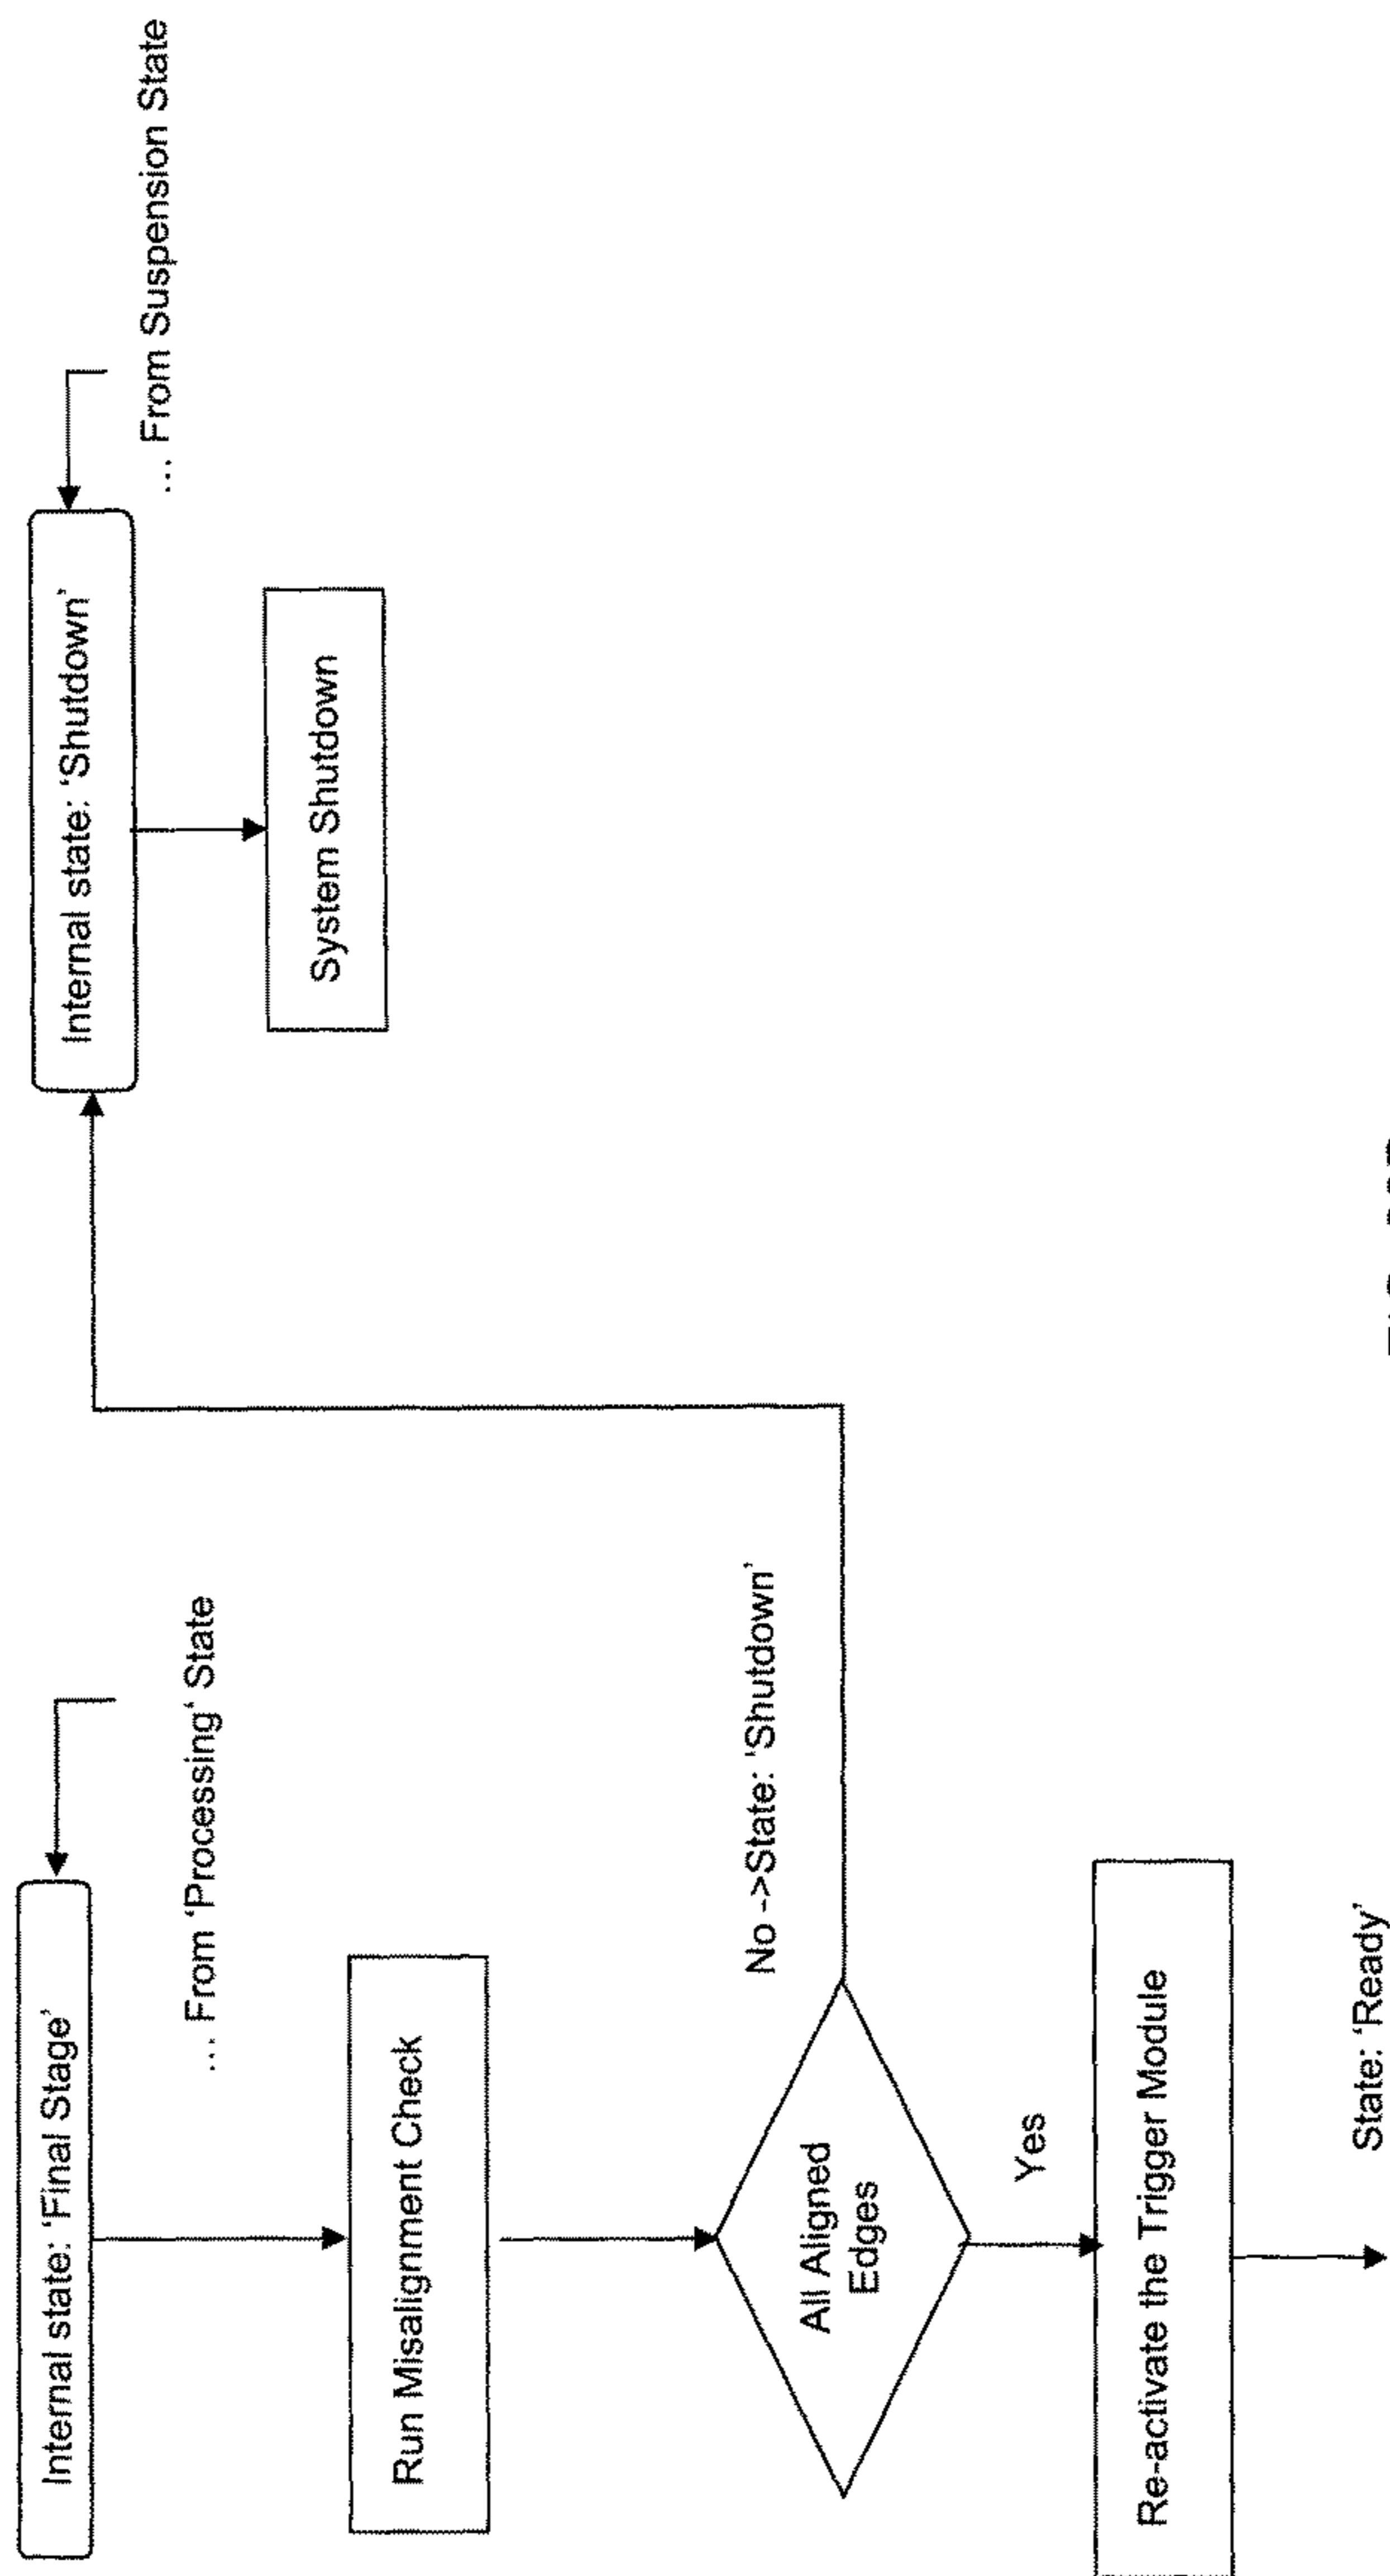 Internal state: ‘Final Stage’
... From ‘Processing‘ State
Run Misalignment Check
All Aligned
Edges
No ->State: ‘Shutdown’
Yes
Re-activate the Trigger Module
State: ‘Ready’
Internal state: ‘Shutdown’
... From Suspension State
System Shutdown